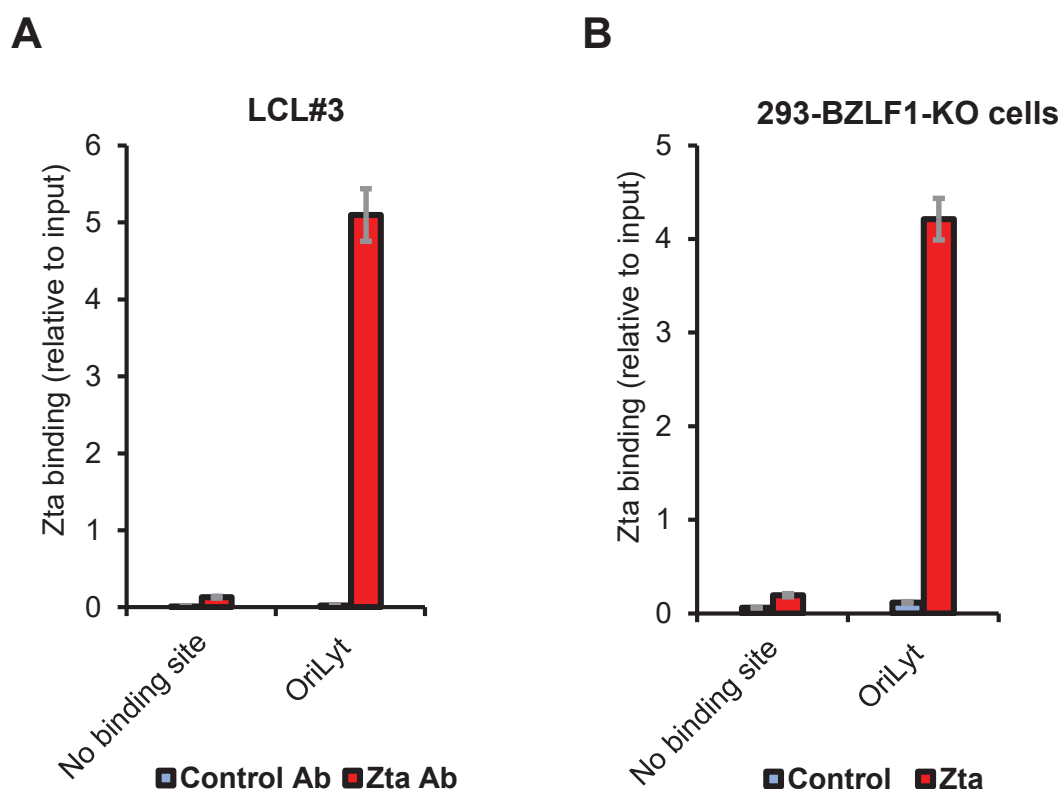 A
LCL#3
Zta binding (relative to input)
6
5
4
3
2
1
0
No binding site
OriLyt
Control Ab Zta Ab
B
293-BZLF1-KO cells
Zta binding (relative to input)
5
4
3
2
1
0
No binding site
OriLyt
Control Zta